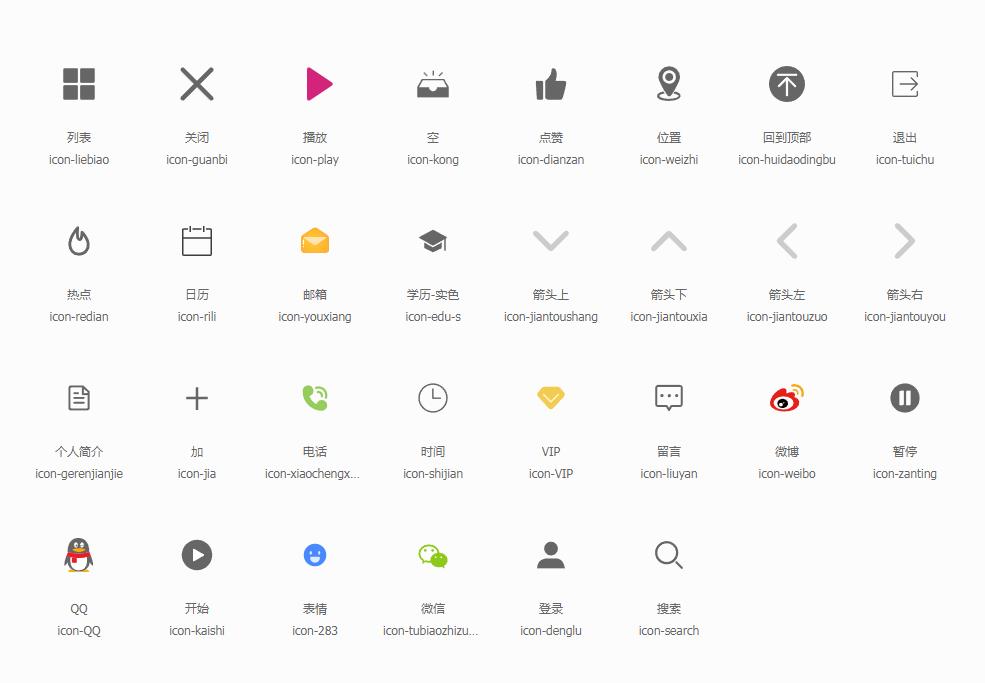 列表 关闭 播放 空 点赞 位置 回到顶部 退出
icon-liebiao icon-guanbi icon-play icon-kong icon-dianzan icon-weizhi icon-huidaodingbu icon-tuichu
热点 日历 邮箱 学历-实色 箭头上 箭头下 箭头左 箭头右
icon-redian icon-rili icon-youxiang icon-edu-s icon-jiantoushang icon-jiantouxia icon-jiantouzuo icon-jiantouyou
个人简介 加 电话 时间 VIP 留言 微博 暂停
icon-gerenjianjie icon-jia icon-xiaochengx... icon-shijian icon-VIP icon-liuyan icon-weibo icon-zanting
QQ 开始 表情 微信 登录 搜索
icon-QQ icon-kaishi icon-283 icon-tubiaozhizu... icon-denglu icon-search